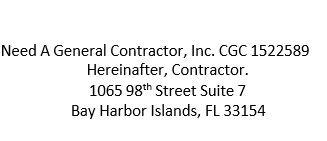 Need A General Contractor, Inc. CGC 1522589
Hereinafter, Contractor.
1065 98th Street Suite 7
Bay Harbor Islands, FL 33154